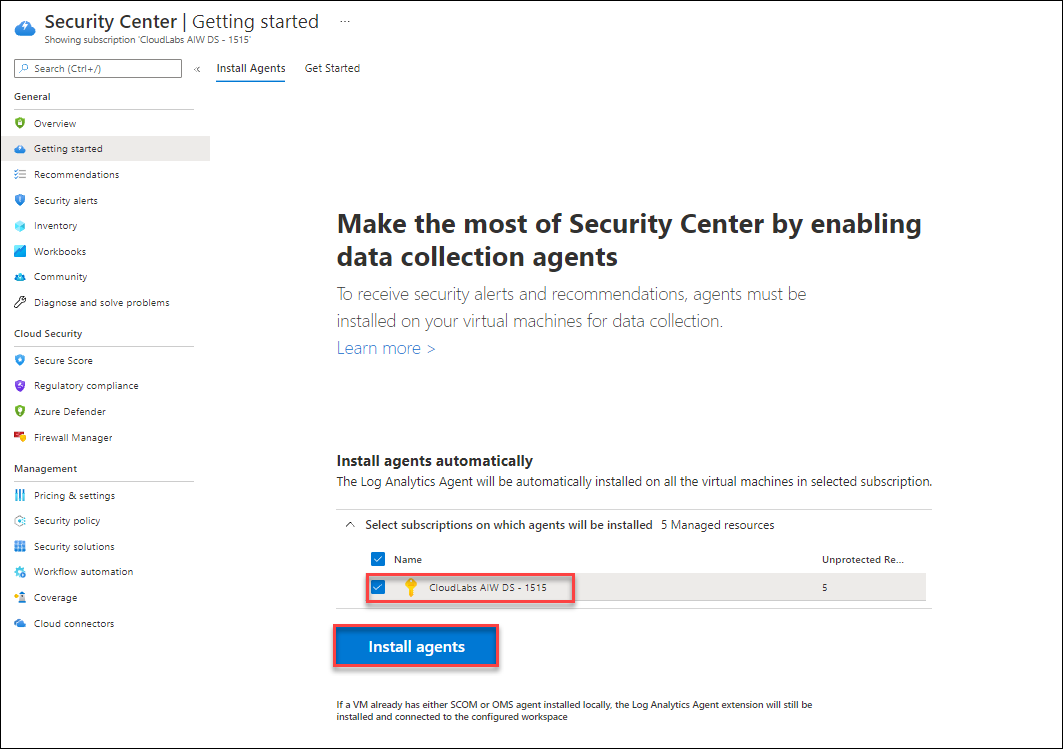 Security Center | Getting started ...
Showing subscription 'CloudLabs AIW DS - 1515'
Search (Ctrl+/)
«
Install Agents
Get Started
General
Overview
Getting started
Recommendations
Security alerts
Inventory
Workbooks
Community
Diagnose and solve problems
Cloud Security
Secure Score
Regulatory compliance
Azure Defender
Firewall Manager
Management
Pricing & settings
Security policy
Security solutions
Workflow automation
Coverage
Cloud connectors
Make the most of Security Center by enabling
data collection agents
To receive security alerts and recommendations, agents must be
installed on your virtual machines for data collection.
Learn more >
Install agents automatically
The Log Analytics Agent will be automatically installed on all the virtual machines in selected subscription.
Select subscriptions on which agents will be installed 5 Managed resources
Name Unprotected Re...
CloudLabs AIW DS - 1515 5
Install agents
If a VM already has either SCOM or OMS agent installed locally, the Log Analytics Agent extension will still be
installed and connected to the configured workspace